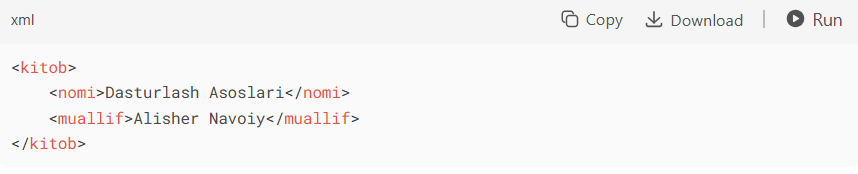 xml Copy Download Run
<kitob>
    <nomi>Dasturlash Asoslari</nomi>
    <muallif>Alisher Navoiy</muallif>
</kitob>